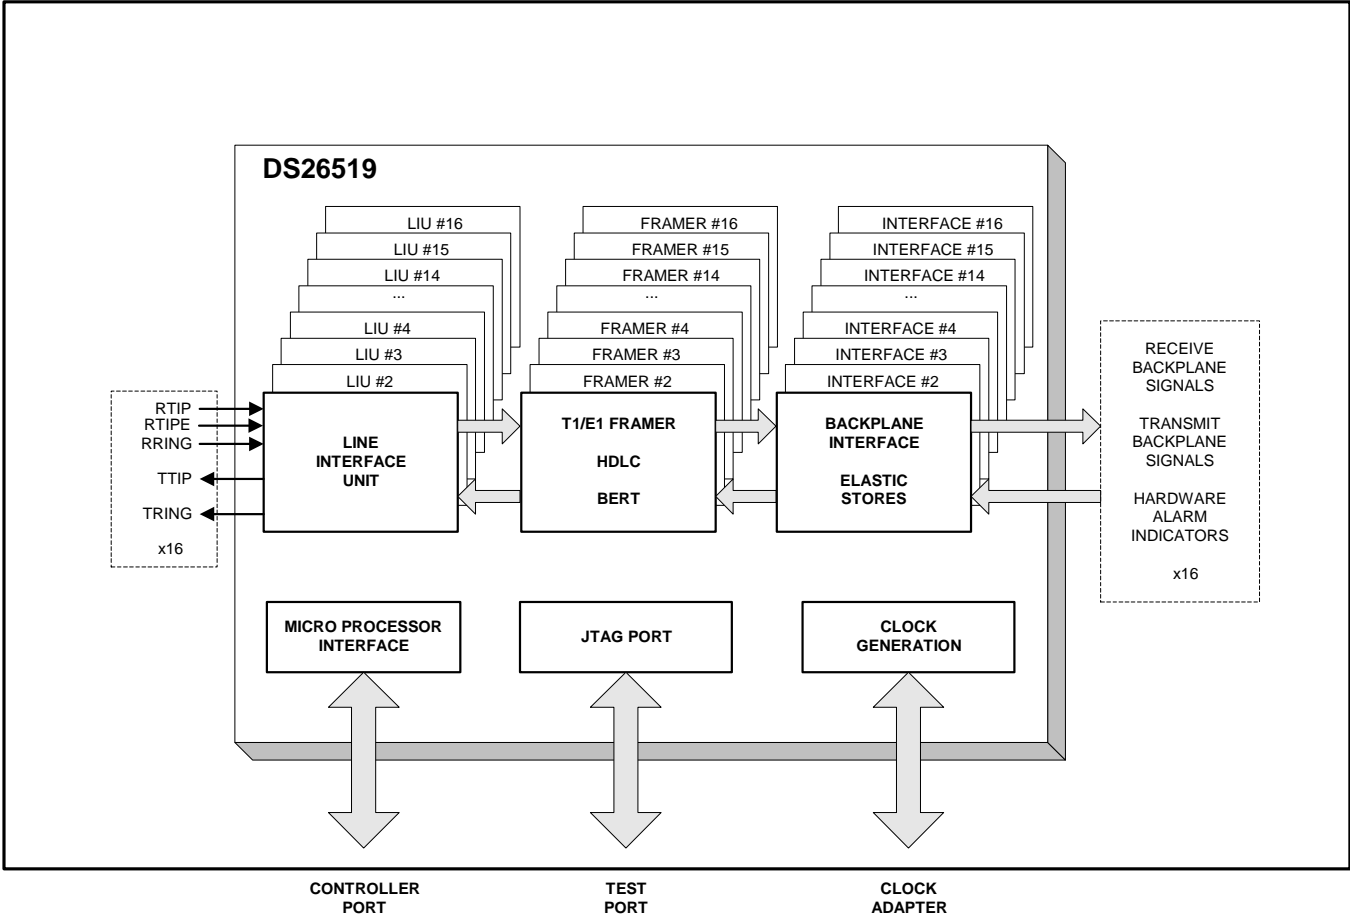 DS26519
LIU #16
LIU #15
LIU #14
...
LIU #4
LIU #3
LIU #2
LINE
INTERFACE
UNIT
FRAMER #16
FRAMER #15
FRAMER #14
...
FRAMER #4
FRAMER #3
FRAMER #2
T1/E1 FRAMER
HDLC
BERT
INTERFACE #16
INTERFACE #15
INTERFACE #14
...
INTERFACE #4
INTERFACE #3
INTERFACE #2
BACKPLANE
INTERFACE
ELASTIC
STORES
RTIP
RTIPE
RRING
TTIP
TRING
x16
RECEIVE
BACKPLANE
SIGNALS
TRANSMIT
BACKPLANE
SIGNALS
HARDWARE
ALARM
INDICATORS
x16
MICRO PROCESSOR
INTERFACE
JTAG PORT
CLOCK
GENERATION
CONTROLLER
PORT
TEST
PORT
CLOCK
ADAPTER